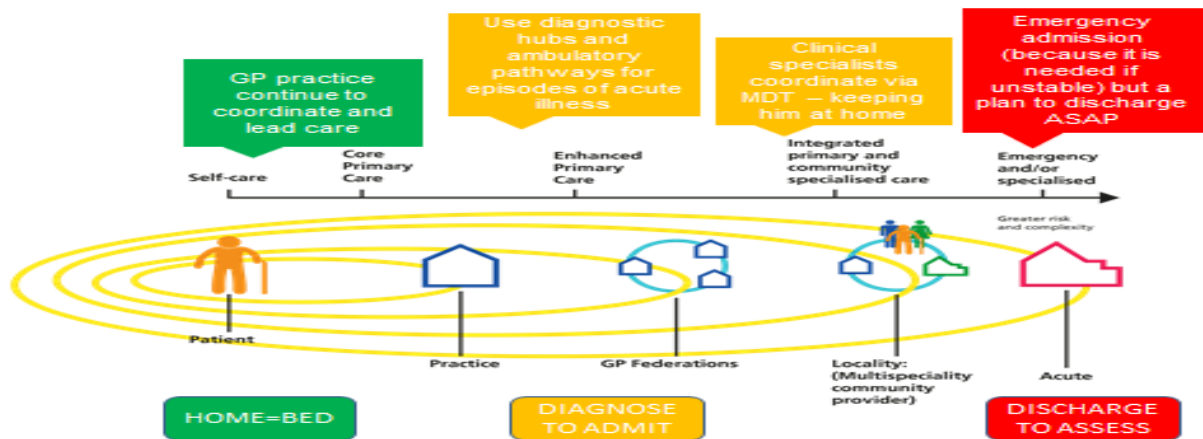 GP practice
continue to
coordinate and
lead care
Use diagnostic
hubs and
ambulatory
pathways for
episodes of acute
illness
Clinical
specialists
coordinate via
MDT – keeping
him at home
Emergency
admission
(because it is
needed if
unstable) but a
plan to discharge
ASAP
Self-care
Core
Primary
Care
Enhanced
Primary
Care
Integrated
primary and
community
specialised care
Emergency
and/or
specialised
Greater risk
and complexity
Patient
Practice
GP Federations
Locality:
(Multispeciality
community
provider)
Acute
HOME=BED
DIAGNOSE
TO ADMIT
DISCHARGE
TO ASSESS